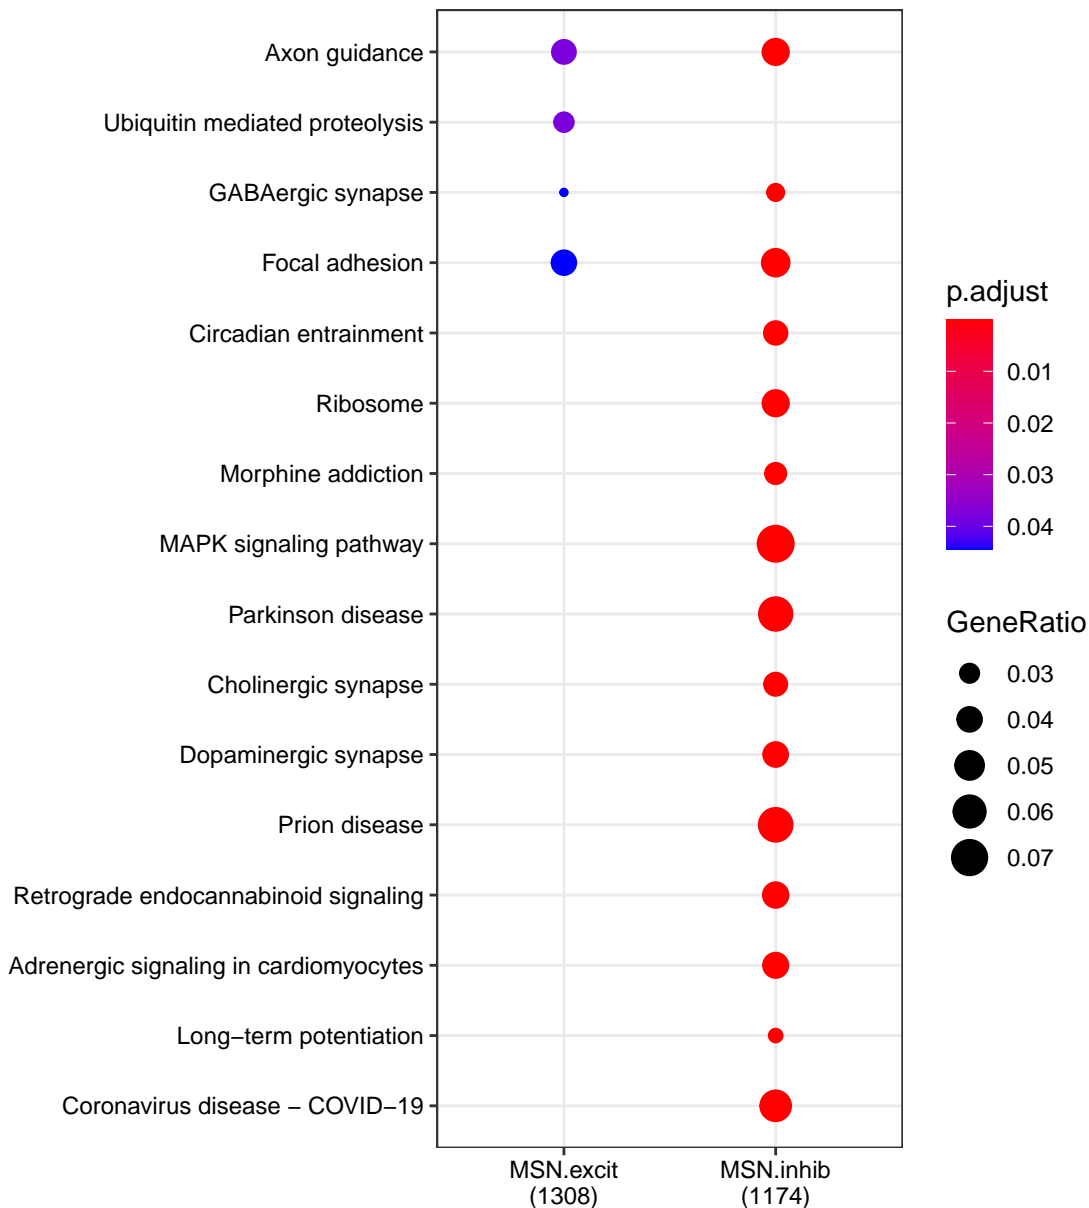 Axon guidance
Ubiquitin mediated proteolysis
GABAergic synapse
Focal adhesion
Circadian entrainment
Ribosome
Morphine addiction
MAPK signaling pathway
Parkinson disease
Cholinergic synapse
Dopaminergic synapse
Prion disease
Retrograde endocannabinoid signaling
Adrenergic signaling in cardiomyocytes
Long−term potentiation
Coronavirus disease − COVID−19
MSN.excit
(1308)
MSN.inhib
(1174)
p.adjust
0.01
0.02
0.03
0.04
GeneRatio
0.03
0.04
0.05
0.06
0.07